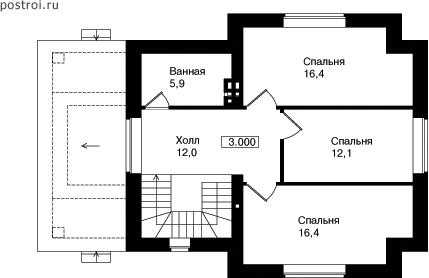 postroi.ru
Ванная
5,9
Спальня
16,4
Холл
12,0
3.000
Спальня
12,1
Спальня
16,4